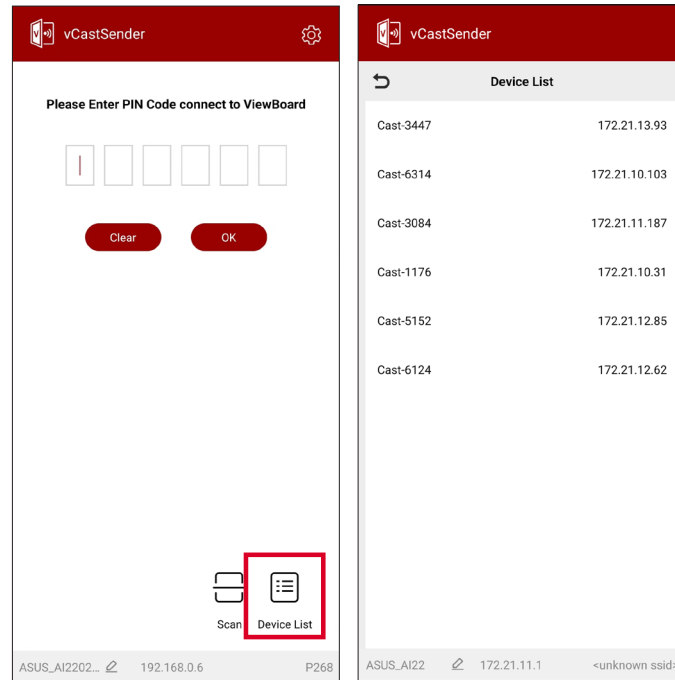 vCastSender
Please Enter PIN Code connect to ViewBoard
Clear
OK
Scan
Device List
ASUS_AI2202... 192.168.0.6 P268
vCastSender
Device List
Cast-3447 172.21.13.93
Cast-6314 172.21.10.103
Cast-3084 172.21.11.187
Cast-1176 172.21.10.31
Cast-5152 172.21.12.85
Cast-6124 172.21.12.62
ASUS_AI22 172.21.11.1 <unknown ssid>